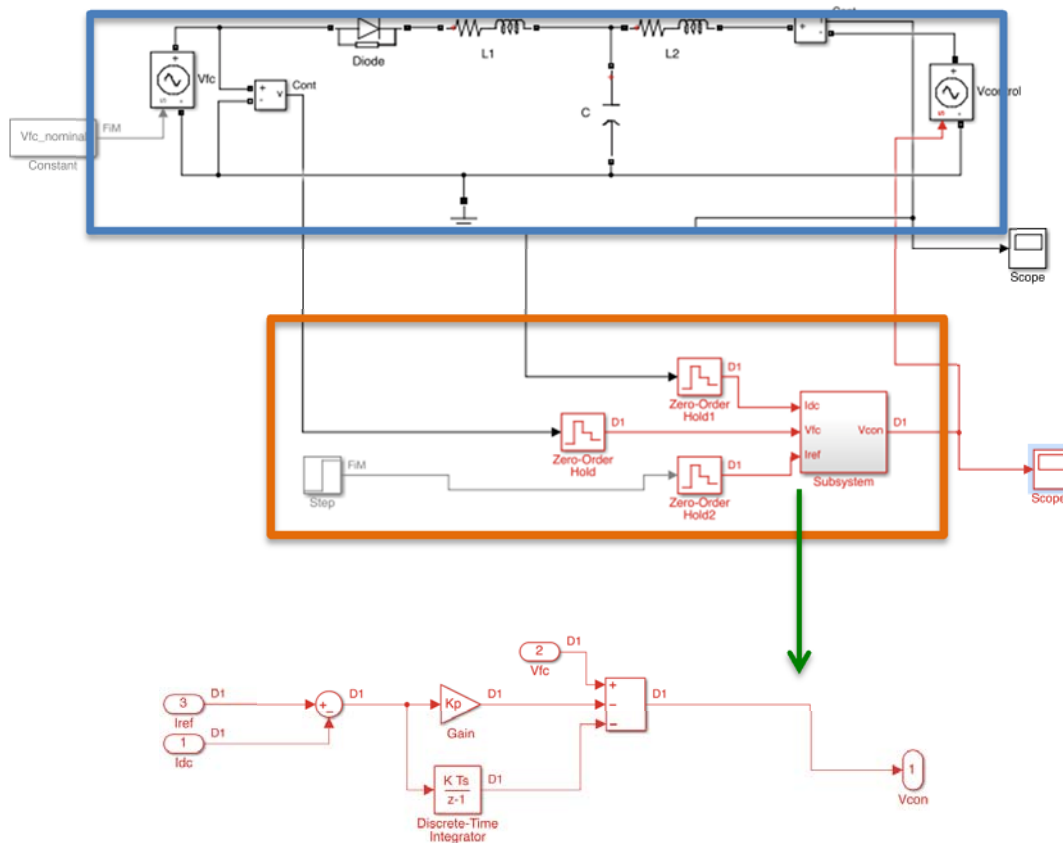 Cont
Vfc
+
-
S
Diode
L1
L2
+
-
Cont
v
+
-
Vcontrol
S
C
Vfc_nominal
FiM
Constant
Scope
D1
Zero-Order
Hold1
D1
Zero-Order
Hold
FiM
Step
D1
Zero-Order
Hold2
Idc
Vfc
Iref
Vcon
D1
Subsystem
Scope
2
D1
Vfc
3
D1
Iref
1
D1
Idc
+
-
D1
Kp
D1
Gain
K Ts
z-1
D1
Discrete-Time
Integrator
+
-
-
D1
1
Vcon